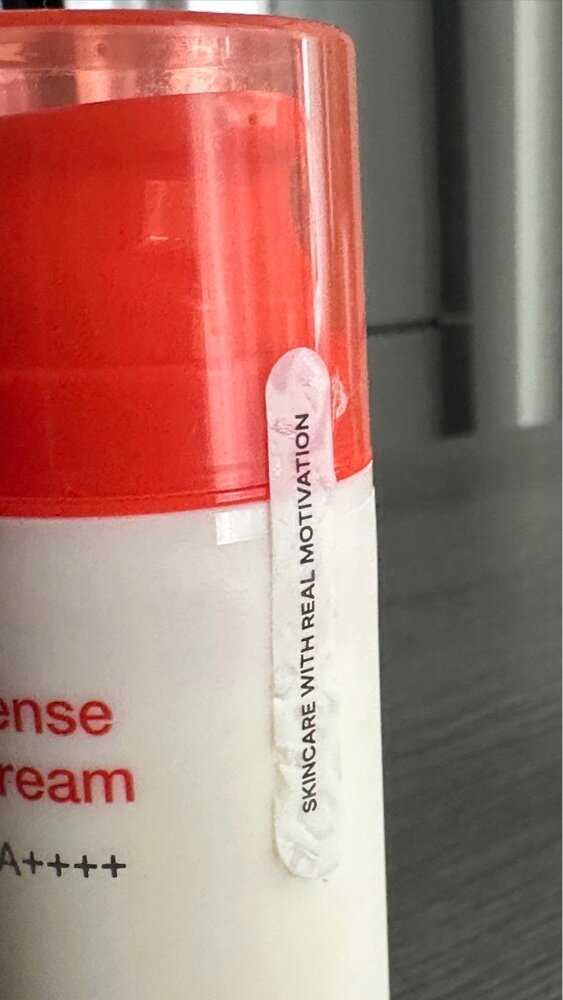 SKINCARE WITH REAL MOTIVATION
ense
ream
A++++